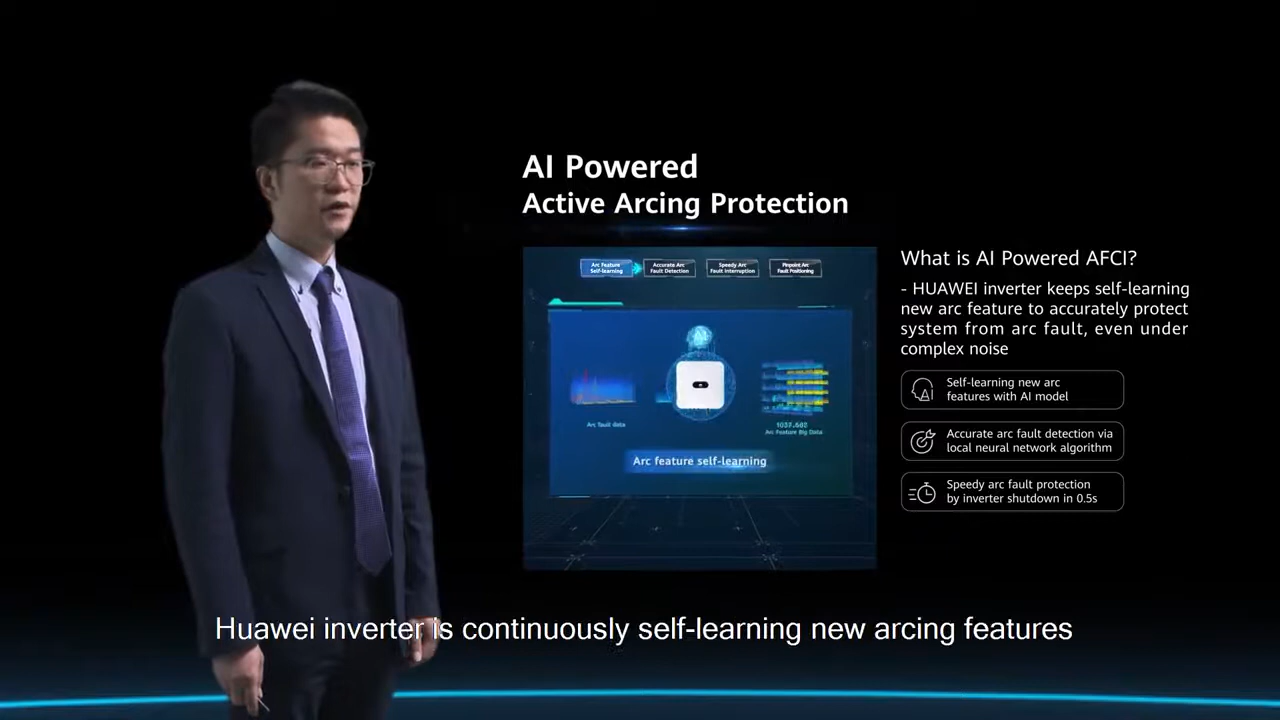 AI Powered
Active Arcing Protection
Arc Feature
Self-learning
Accurate Arc
Fault Detection
Speedy Arc
Fault Interruption
Pinpoint Arc
Fault Positioning
Arc fault data
Arc Feature Big Data
Arc feature self-learning
What is AI Powered AFCI?
- HUAWEI inverter keeps self-learning
new arc feature to accurately protect
system from arc fault, even under
complex noise
Self-learning new arc
features with AI model
Accurate arc fault detection via
local neural network algorithm
Speedy arc fault protection
by inverter shutdown in 0.5s
Huawei inverter is continuously self-learning new arcing features